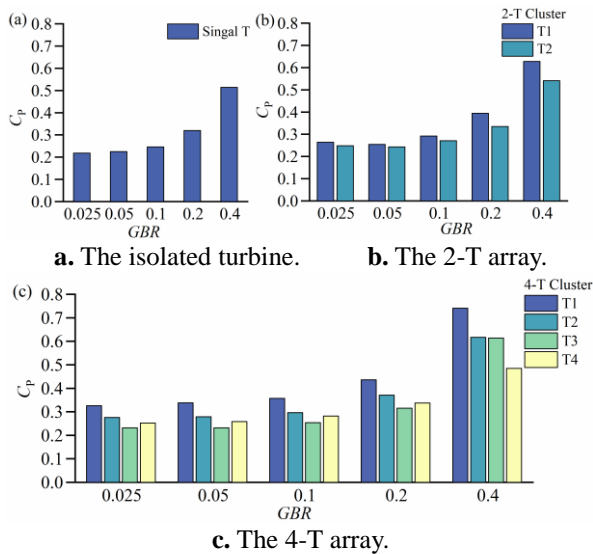 (a)
Singal T
0.8
0.7
0.6
0.5
0.4
0.3
0.2
0.1
0.0
CP
0.025 0.05 0.1 0.2 0.4
GBR
a. The isolated turbine.
(b)
2-T Cluster
T1
T2
0.8
0.7
0.6
0.5
0.4
0.3
0.2
0.1
0.0
CP
0.025 0.05 0.1 0.2 0.4
GBR
b. The 2-T array.
(c)
4-T Cluster
T1
T2
T3
T4
0.8
0.7
0.6
0.5
0.4
0.3
0.2
0.1
0.0
CP
0.025 0.05 0.1 0.2 0.4
GBR
c. The 4-T array.